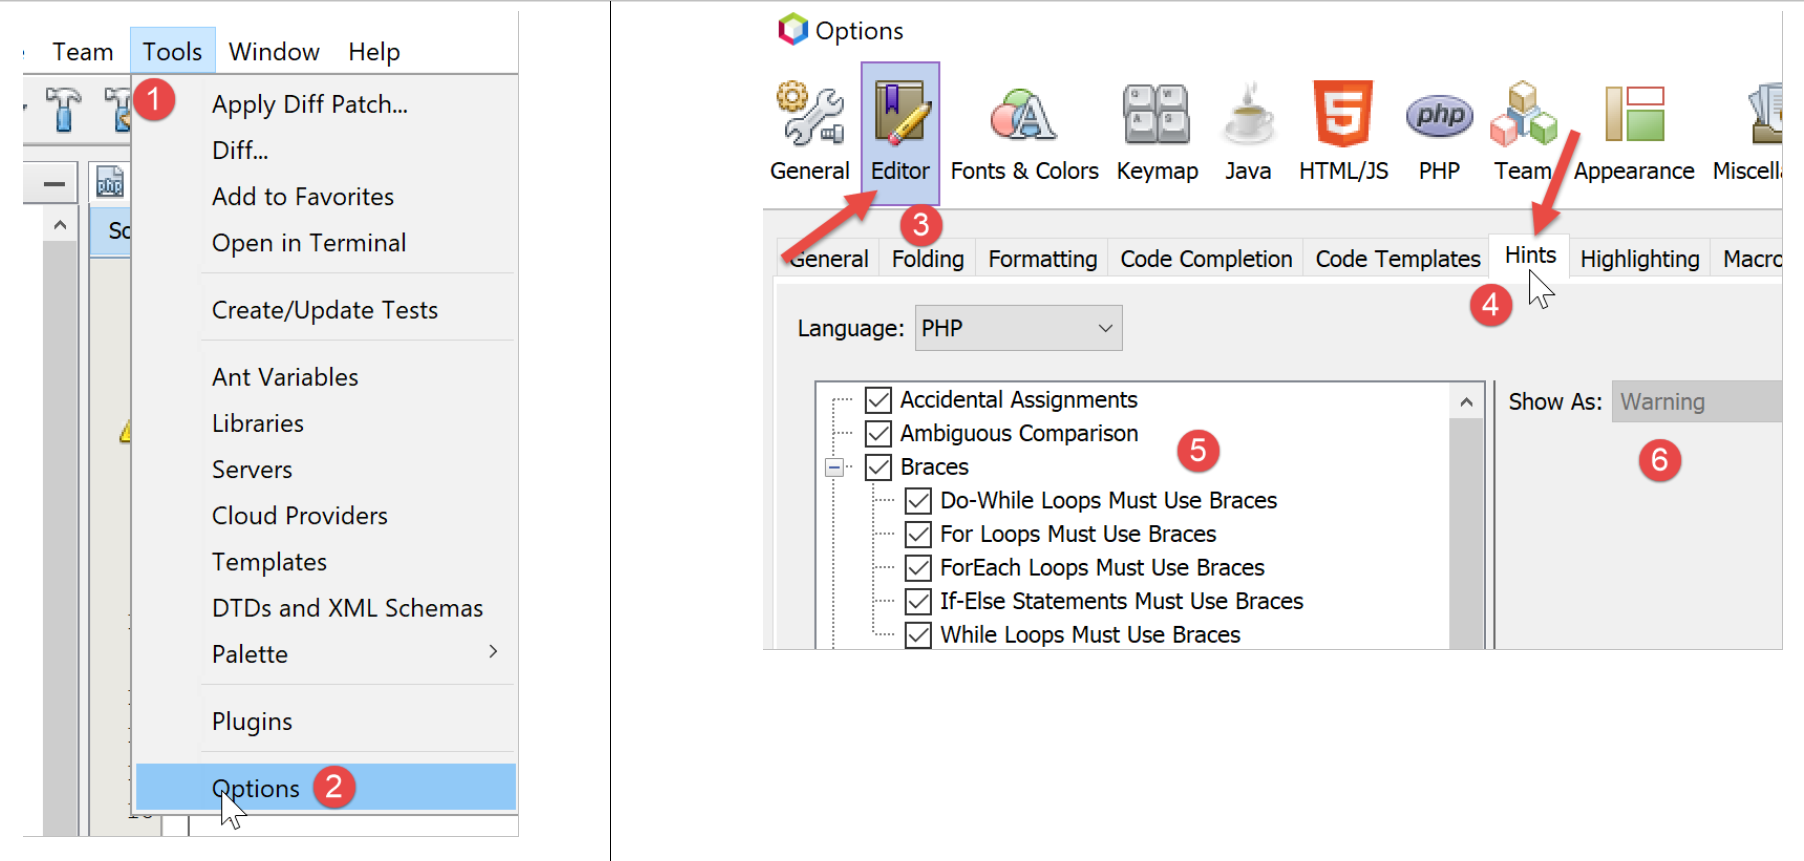 Team Tools Window Help
1
Apply Diff Patch...
Diff...
Add to Favorites
php
Open in Terminal
Create/Update Tests
Ant Variables
Libraries
Servers
Cloud Providers
Templates
DTDs and XML Schemas
Palette
Plugins
Options 2
Options
Q W A S 5 php
General Editor Fonts & Colors Keymap Java HTML/JS PHP Team Appearance
3
General Folding Formatting Code Completion Code Templates Hints Highlighting
4
Language: PHP
Accidental Assignments
Show As: Warning
Ambiguous Comparison
5
6
Braces
Do-While Loops Must Use Braces
For Loops Must Use Braces
ForEach Loops Must Use Braces
If-Else Statements Must Use Braces
While Loops Must Use Braces